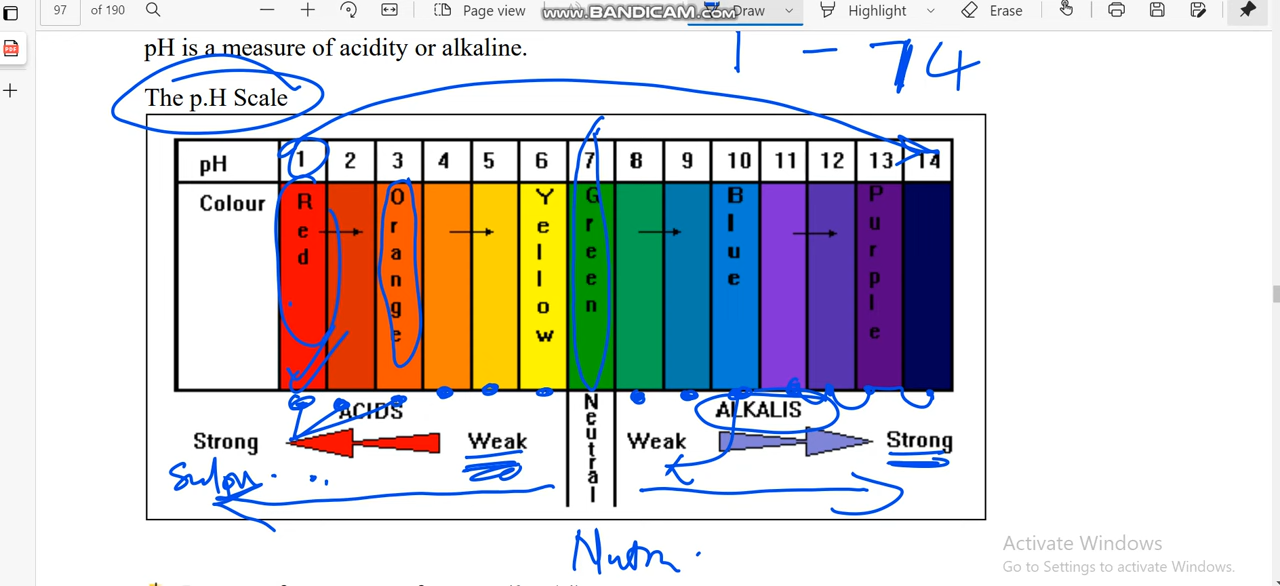 97 of 190 Page view Draw Highlight Erase
www.BANDICAM.com
pH is a measure of acidity or alkaline.
1 - 14
The p.H Scale
pH 1 2 3 4 5 6 7 8 9 10 11 12 13 14
Colour Red Orange Yellow Green Blue Purple
ACIDS Neutral ALKALIS
Strong Weak Weak Strong
Activate Windows
Go to Settings to activate Windows.